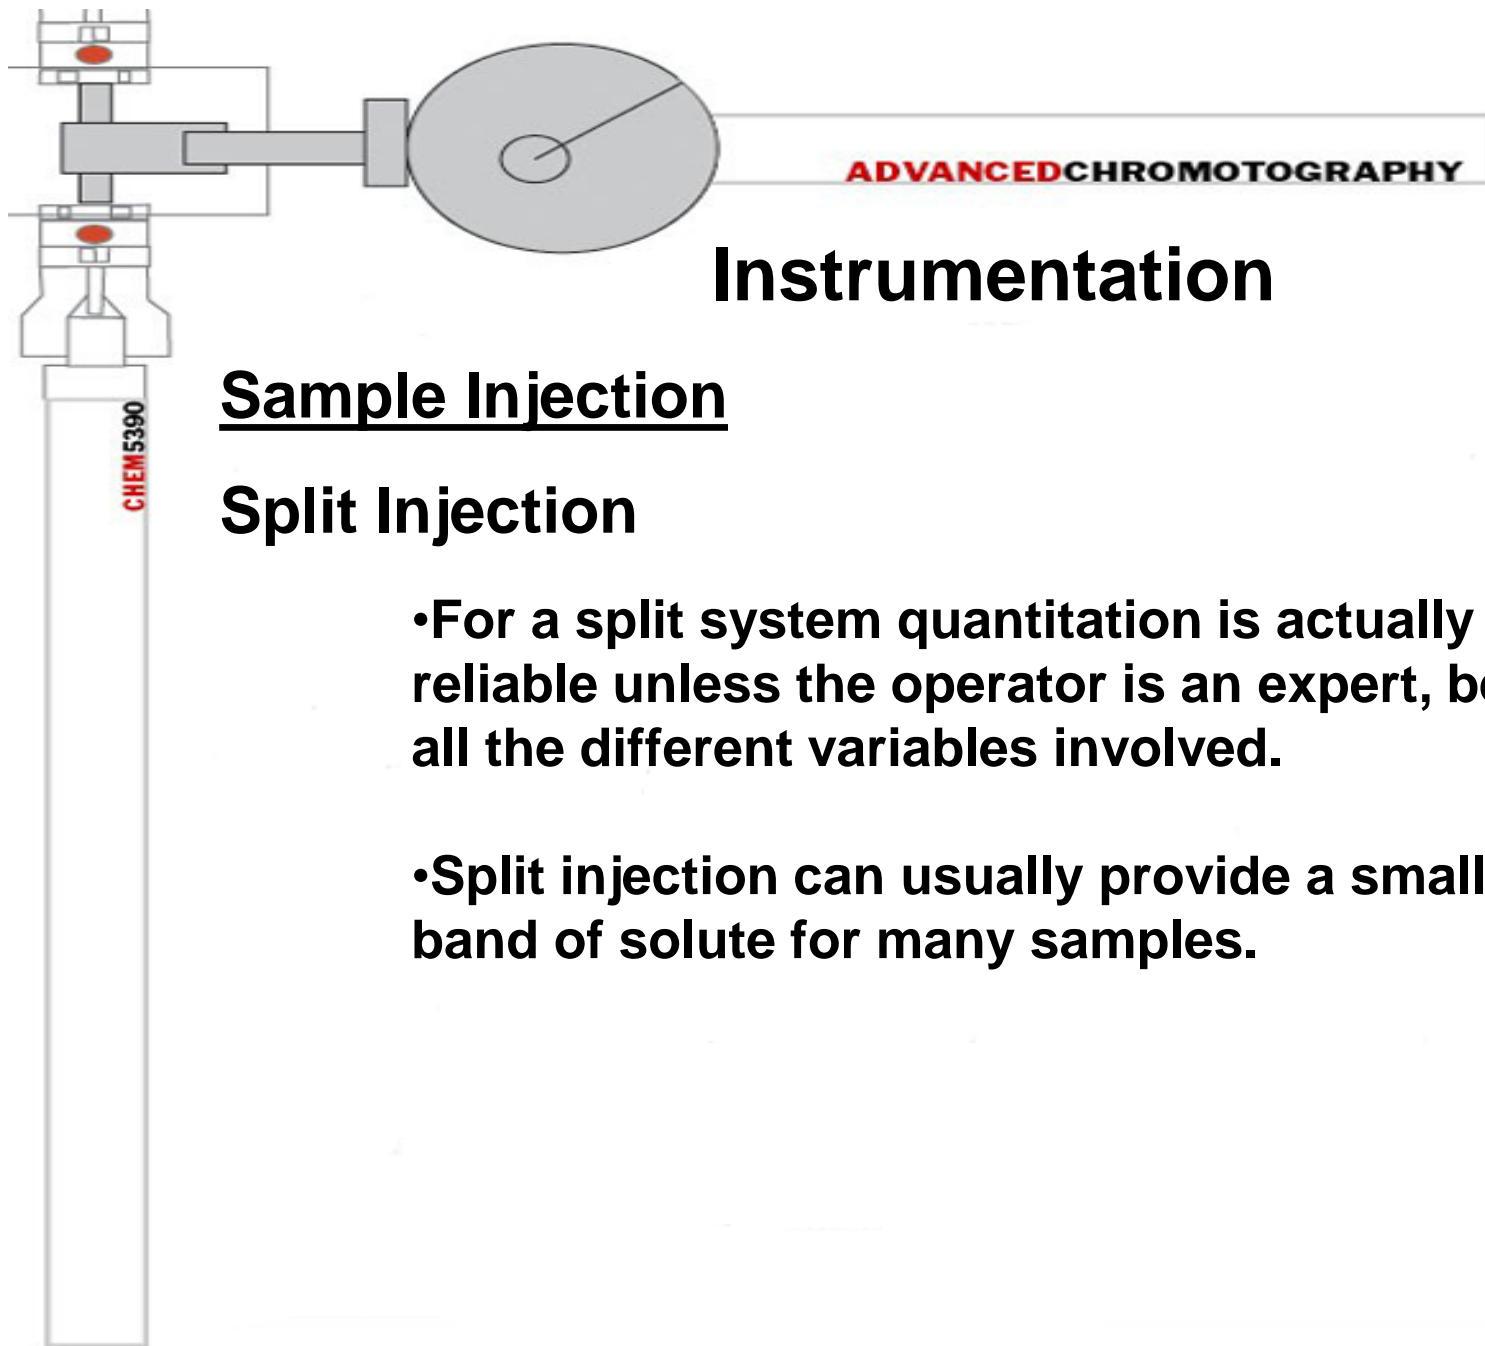 ADVANCEDCHROMOTOGRAPHY
Instrumentation
Sample Injection
CHEM5390
Split Injection
•For a split system quantitation is actually
reliable unless the operator is an expert,
all the different variables involved.
•Split injection can usually provide a small
band of solute for many samples.